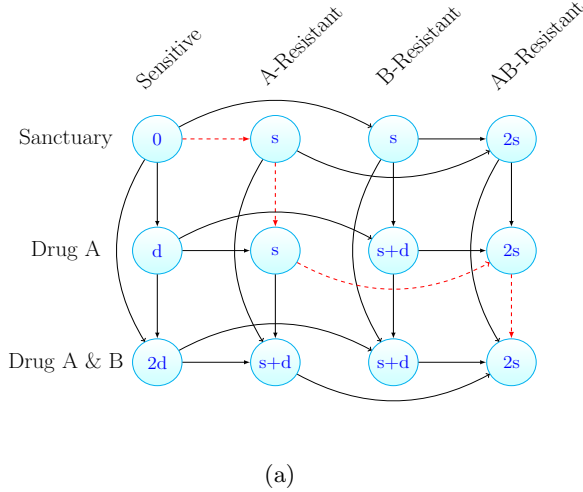 Sensitive
A-Resistant
B-Resistant
AB-Resistant
Sanctuary 0 s s 2s
Drug A d s s+d 2s
Drug A & B 2d s+d s+d 2s
(a)